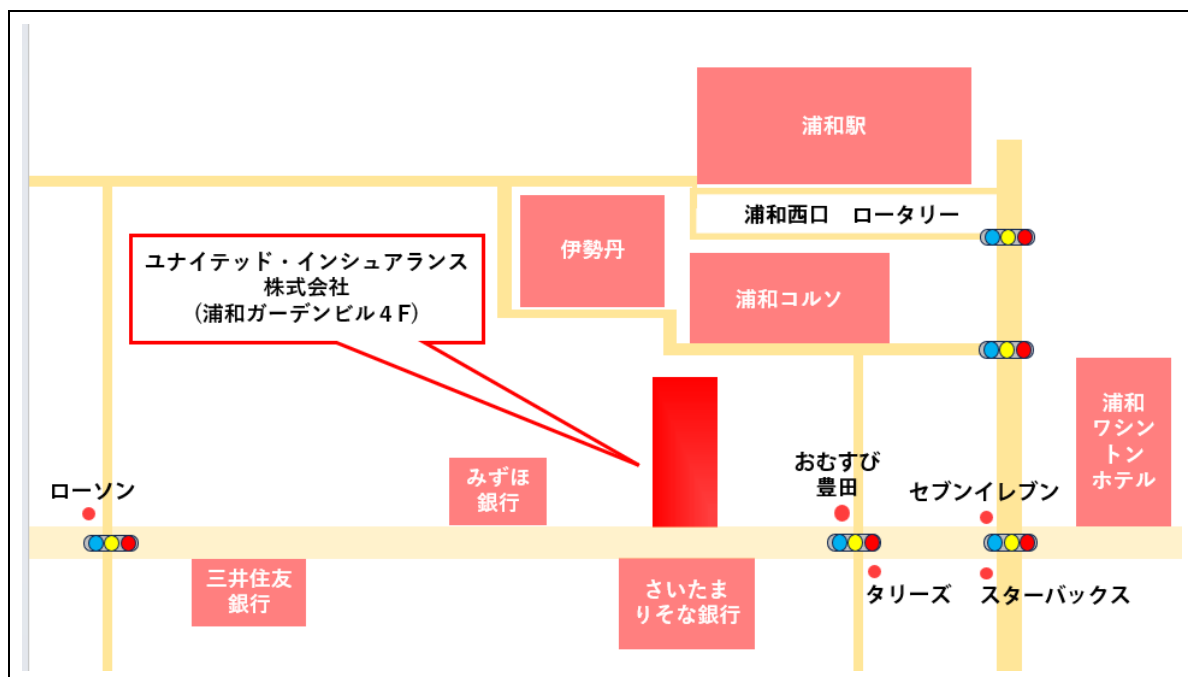 浦和駅
浦和西口　ロータリー
伊勢丹
ユナイテッド・インシュアランス
株式会社
(浦和ガーデンビル４F)
浦和コルソ
浦和
ワシン
トン
ホテル
おむすび
豊田
みずほ
銀行
ローソン
セブンイレブン
三井住友
銀行
さいたま
りそな銀行
タリーズ
スターバックス